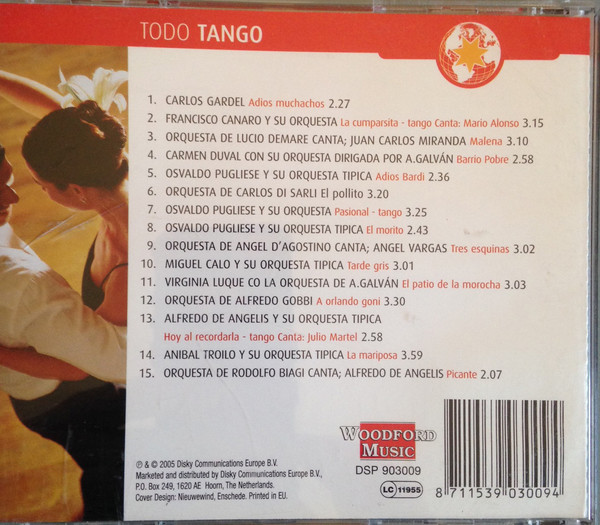 TODO TANGO
1. CARLOS GARDEL Adios muchachos 2.27
2. FRANCISCO CANARO Y SU ORQUESTA La cumparsita - tango Canta: Mario Alonso 3.15
3. ORQUESTA DE LUCIO DEMARE CANTA; JUAN CARLOS MIRANDA Malena 3.10
4. CARMEN DUVAL CON SU ORQUESTA DIRIGADA POR A.GALVÁN Barrio Pobre 2.58
5. OSVALDO PUGLIESE Y SU ORQUESTA TIPICA Adios Bardi 2.36
6. ORQUESTA DE CARLOS DI SARLI El pollito 3.20
7. OSVALDO PUGLIESE Y SU ORQUESTA Pasional - tango 3.25
8. OSVALDO PUGLIESE Y SU ORQUESTA TIPICA El morito 2.43
9. ORQUESTA DE ANGEL D'AGOSTINO CANTA; ANGEL VARGAS Tres esquinas 3.02
10. MIGUEL CALO Y SU ORQUESTA TIPICA Tarde gris 3.01
11. VIRGINIA LUQUE CO LA ORQUESTA DE A.GALVÁN El patio de la morocha 3.03
12. ORQUESTA DE ALFREDO GOBBI A orlando goni 3.30
13. ALFREDO DE ANGELIS Y SU ORQUESTA TIPICA
Hoy al recordarla - tango Canta: Julio Martel 2.58
14. ANIBAL TROILO Y SU ORQUESTA TIPICA La mariposa 3.59
15. ORQUESTA DE RODOLFO BIAGI CANTA; ALFREDO DE ANGELIS Picante 2.07
WOODFORD
MUSIC
DSP 903009
℗ & © 2005 Disky Communications Europe B.V.
Marketed and distributed by Disky Communications Europe B.V.,
P.O. Box 249, 1620 AE Hoorn, The Netherlands.
Cover Design: Nieuwewind, Enschede. Printed in EU.
LC 11955
8 711539 030094